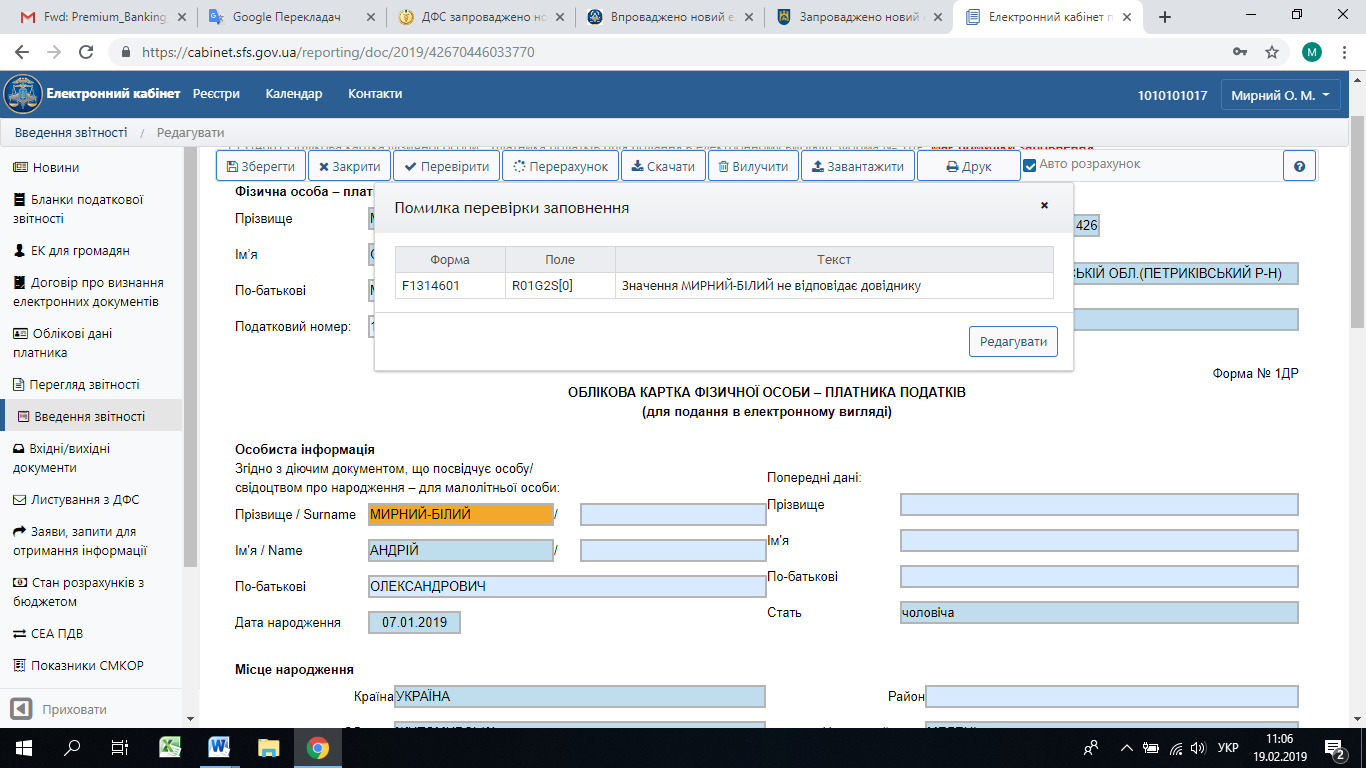 Fwd: Premium_Banking
Google Перекладач
ДФС запроваджено но
Впроваджено новий е
Запроваджено новий
Електронний кабінет п
https://cabinet.sfs.gov.ua/reporting/doc/2019/42670446033770
M
Електронний кабінет Реєстри Календар Контакти 1010101017 Мирний О. М.
Введення звітності / Редагувати
Новини
Бланки податкової
звітності
ЕК для громадян
Договір про визнання
електронних документів
Облікові дані
платника
Перегляд звітності
Введення звітності
Вхідні/вихідні
документи
Листування з ДФС
Заяви, запити для
отримання інформації
Стан розрахунків з
бюджетом
СЕА ПДВ
Показники СМКОР
Приховати
Зберегти Закрити Перевірити Перерахунок Скачати Вилучити Завантажити Друк Авто розрахунок
Фізична особа – плат
Прізвище
Ім'я
По-батькові
Податковий номер:
426
СЬКІЙ ОБЛ.(ПЕТРИКІВСЬКИЙ Р-Н)
Помилка перевірки заповнення
Форма Поле Текст
F1314601 R01G2S[0] Значення МИРНИЙ-БІЛИЙ не відповідає довіднику
Редагувати
Форма № 1ДР
ОБЛІКОВА КАРТКА ФІЗИЧНОЇ ОСОБИ – ПЛАТНИКА ПОДАТКІВ
(для подання в електронному вигляді)
Особиста інформація
Згідно з діючим документом, що посвідчує особу/
свідоцтвом про народження – для малолітньої особи:
Прізвище / Surname МИРНИЙ-БІЛИЙ /
Ім'я / Name АНДРІЙ /
По-батькові ОЛЕКСАНДРОВИЧ
Дата народження 07.01.2019
Попередні дані:
Прізвище
Ім'я
По-батькові
Стать чоловіча
Місце народження
Країна УКРАЇНА Район
УКР 11:06
19.02.2019
2